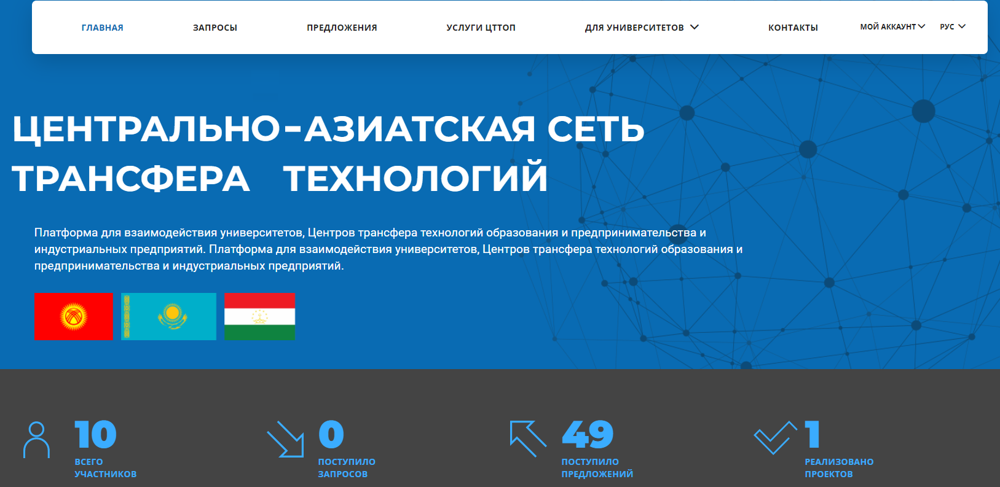 ГЛАВНАЯ ЗАПРОСЫ ПРЕДЛОЖЕНИЯ УСЛУГИ ЦТТОП ДЛЯ УНИВЕРСИТЕТОВ КОНТАКТЫ МОЙ АККАУНТ РУС
ЦЕНТРАЛЬНО-АЗИАТСКАЯ СЕТЬ
ТРАНСФЕРА ТЕХНОЛОГИЙ
Платформа для взаимодействия университетов, Центров трансфера технологий образования и предпринимательства и
индустриальных предприятий. Платформа для взаимодействия университетов, Центров трансфера технологий образования и
предпринимательства и индустриальных предприятий.
10
ВСЕГО
УЧАСТНИКОВ
0
ПОСТУПИЛО
ЗАПРОСОВ
49
ПОСТУПИЛО
ПРЕДЛОЖЕНИЙ
1
РЕАЛИЗОВАНО
ПРОЕКТОВ